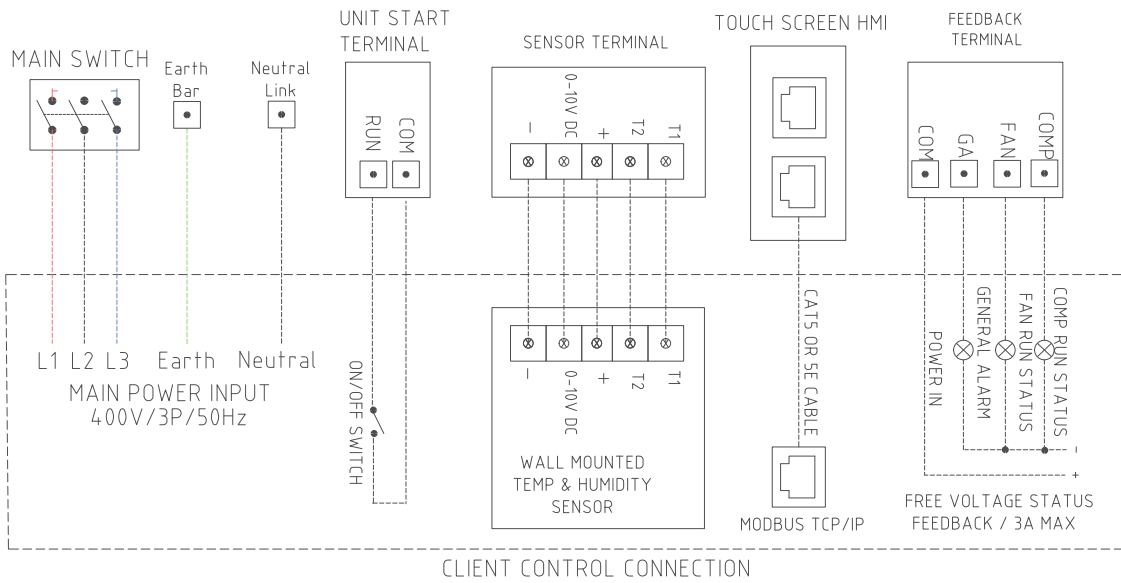 MAIN SWITCH
Earth
Bar
Neutral
Link
UNIT START
TERMINAL
RUN
COM
SENSOR TERMINAL
-
0-10V DC
+
T2
T1
TOUCH SCREEN HMI
FEEDBACK
TERMINAL
COM
GA
FAN
COMP
L1 L2 L3 Earth Neutral
MAIN POWER INPUT
400V/3P/50Hz
ON/OFF SWITCH
-
0-10V DC
+
T2
T1
WALL MOUNTED
TEMP & HUMIDITY
SENSOR
CAT5 OR 5E CABLE
MODBUS TCP/IP
POWER IN
GENERAL ALARM
FAN RUN STATUS
COMP RUN STATUS
-
+
FREE VOLTAGE STATUS
FEEDBACK / 3A MAX
CLIENT CONTROL CONNECTION